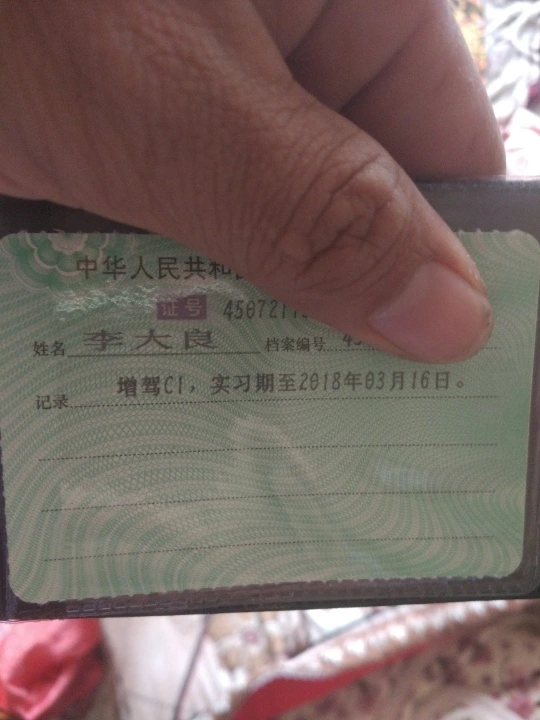 中华人民共和
证号 4507211
姓名 李大良 档案编号 45
记录 增驾C1，实习期至2018年03月16日。